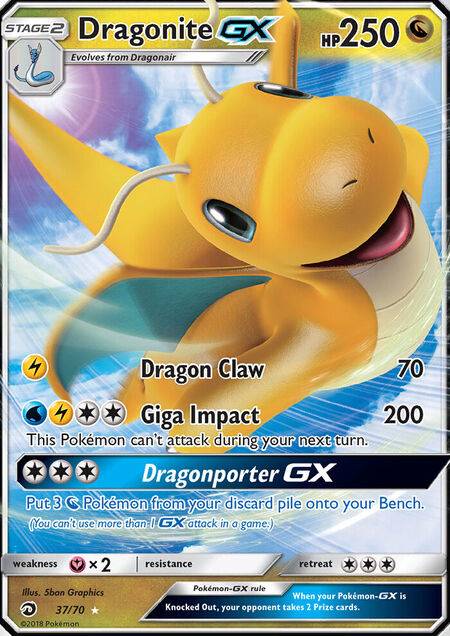 STAGE2
Dragonite GX
HP250
Evolves from Dragonair
Dragon Claw 70
Giga Impact 200
This Pokémon can't attack during your next turn.
Dragonporter GX
Put 3 Pokémon from your discard pile onto your Bench.
(You can't use more than 1 GX attack in a game.)
weakness ×2 resistance retreat
Illus. 5ban Graphics
Pokémon-GX rule
When your Pokémon-GX is
Knocked Out, your opponent takes 2 Prize cards.
37/70
©2018 Pokémon